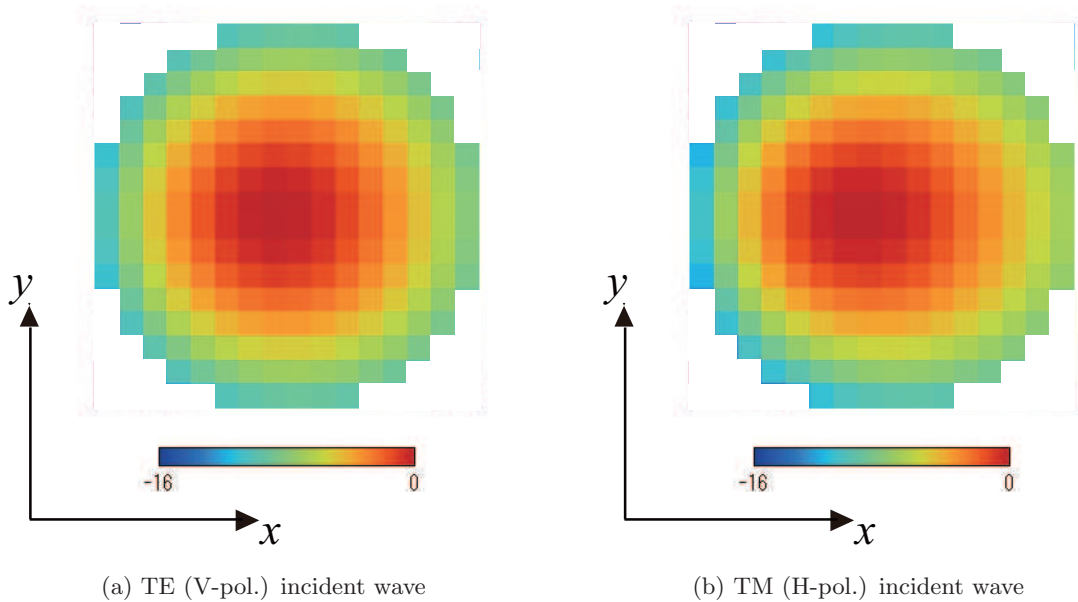 y
-16 0
x
(a) TE (V-pol.) incident wave
y
-16 0
x
(b) TM (H-pol.) incident wave